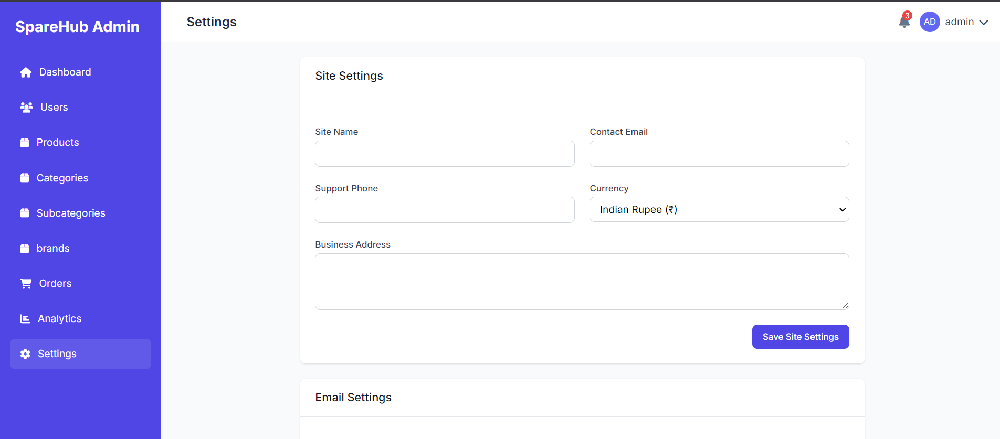 SpareHub Admin
Dashboard
Users
Products
Categories
Subcategories
brands
Orders
Analytics
Settings
Settings
3
AD
admin
Site Settings
Site Name
Contact Email
Support Phone
Currency
Indian Rupee (₹)
Business Address
Save Site Settings
Email Settings